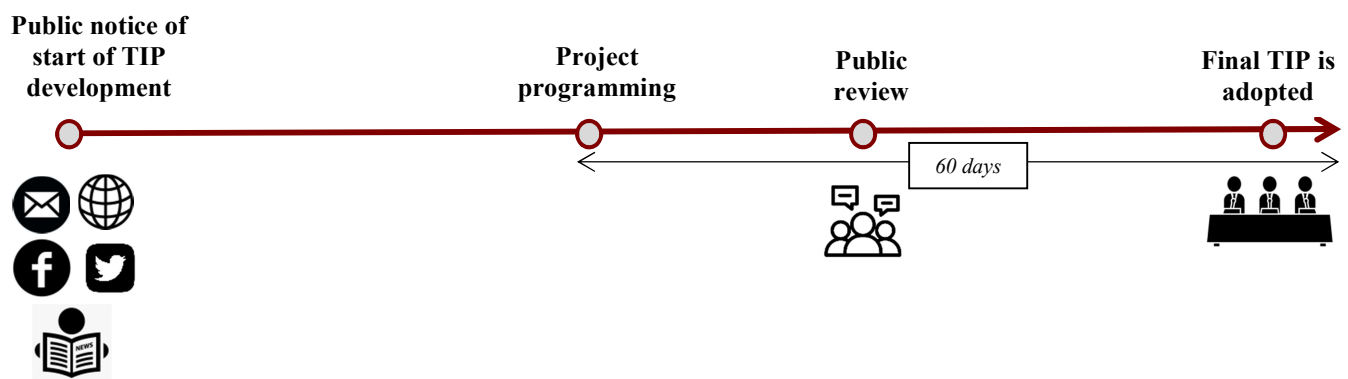 Public notice of
start of TIP
development
Project
programming
Public
review
Final TIP is
adopted
60 days
NEWS